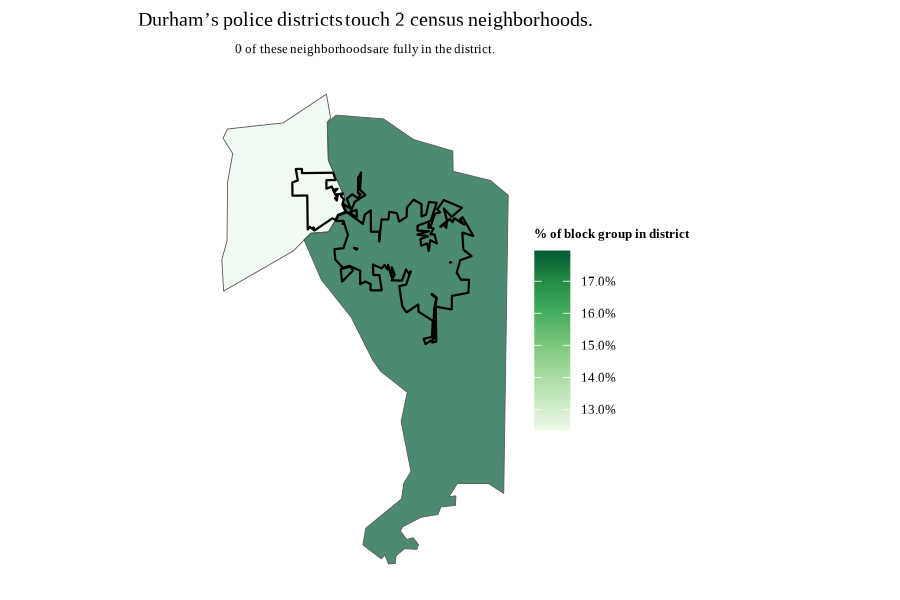 Durham’s police districts touch 2 census neighborhoods.
0 of these neighborhoods are fully in the district.
% of block group in district
17.0%
16.0%
15.0%
14.0%
13.0%